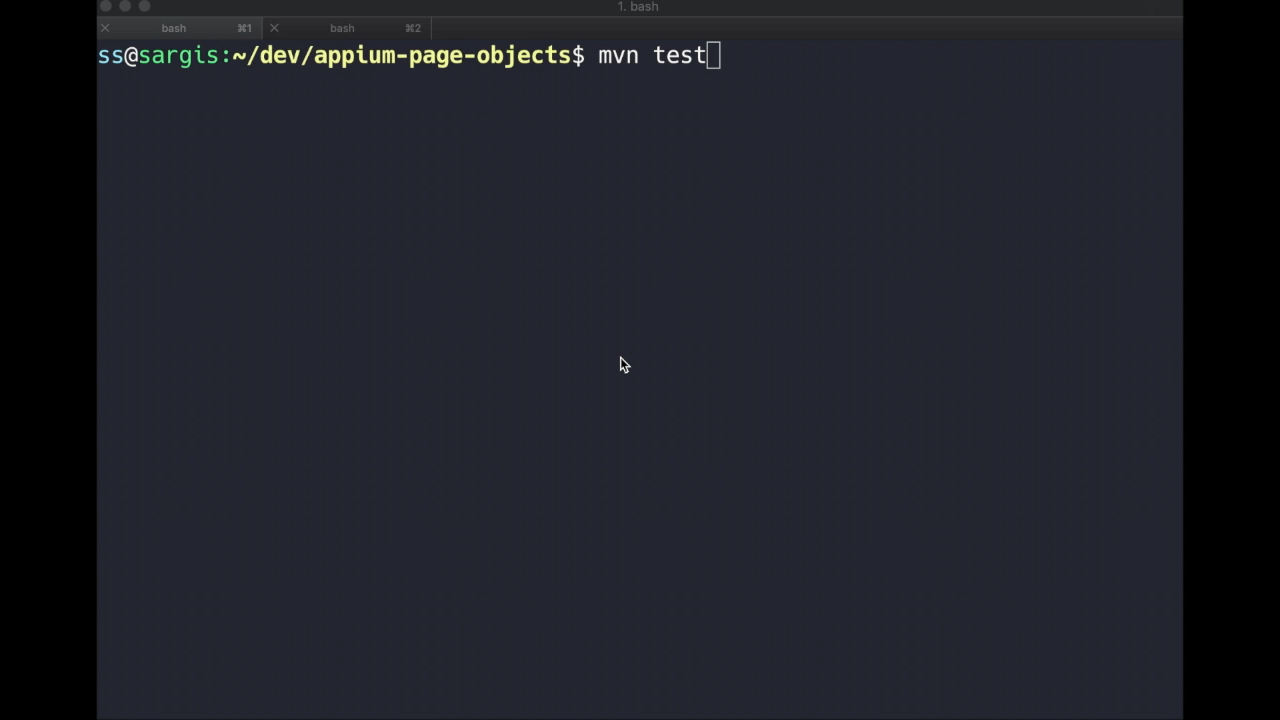 1. bash
bash ⌘1 bash ⌘2
ss@sargis:~/dev/appium-page-objects$ mvn test